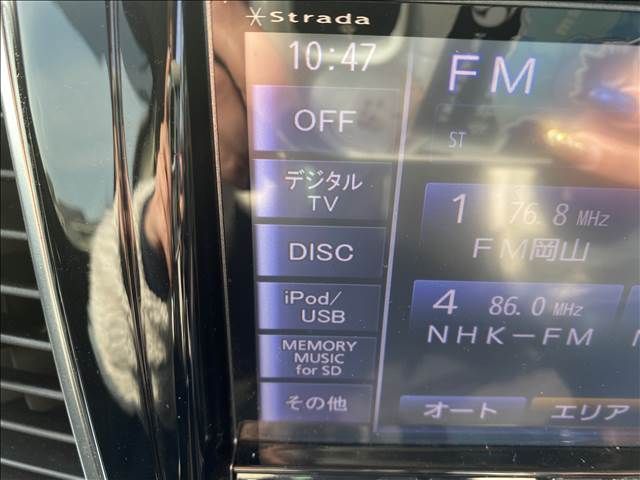 Strada
10:47
FM
OFF
ST
デジタル
TV
1 76.8 MHz
FM岡山
DISC
iPod/
USB
4 86.0 MHz
NHK-FM
MEMORY
MUSIC
for SD
その他
オート
エリア